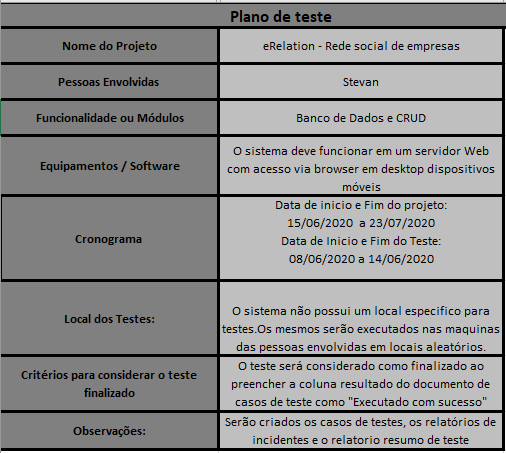 Plano de teste
Nome do Projeto
eRelation - Rede social de empresas
Pessoas Envolvidas
Stevan
Funcionalidade ou Módulos
Banco de Dados e CRUD
Equipamentos / Software
O sistema deve funcionar em um servidor Web
com acesso via browser em desktop dispositivos
móveis
Cronograma
Data de inicio e Fim do projeto:
15/06/2020 a 23/07/2020
Data de Inicio e Fim do Teste:
08/06/2020 a 14/06/2020
Local dos Testes:
O sistema não possui um local especifico para
testes.Os mesmos serão executados nas maquinas
das pessoas envolvidas em locais aleatórios.
Critérios para considerar o teste
finalizado
O teste será considerado como finalizado ao
preencher a coluna resultado do documento de
casos de teste como "Executado com sucesso"
Observações:
Serão criados os casos de testes, os relatórios de
incidentes e o relatorio resumo de teste